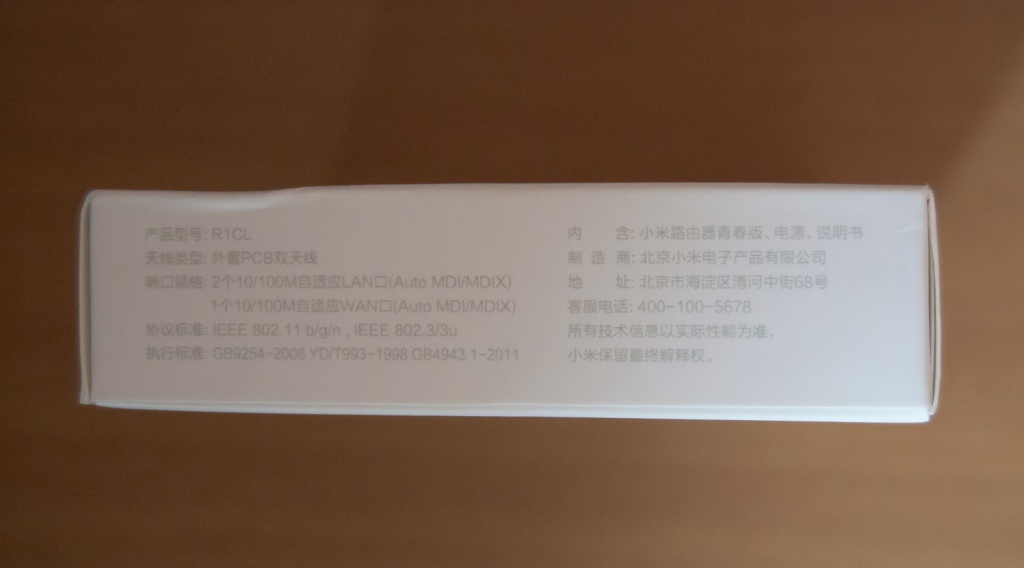 产品型号: R1CL
天线类型: 外置PCB双天线
端口规格: 2个10/100M自适应LAN口(Auto MDI/MDIX)
1个10/100M自适应WAN口(Auto MDI/MDIX)
协议标准: IEEE 802.11 b/g/n , IEEE 802.3/3u
执行标准: GB9254-2008 YD/T993-1998 GB4943.1-2011
内 含: 小米路由器青春版、电源、说明书
制 造 商: 北京小米电子产品有限公司
地 址: 北京市海淀区清河中街68号
客服电话: 400-100-5678
所有技术信息以实际性能为准,
小米保留最终解释权。